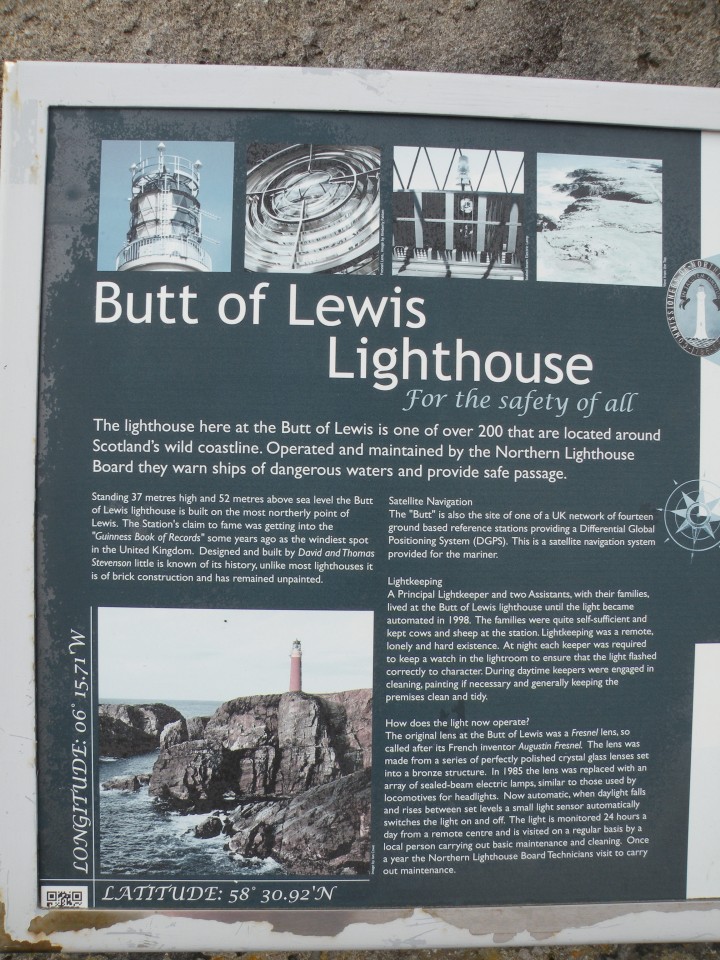 Butt of Lewis
Lighthouse
For the safety of all
The lighthouse here at the Butt of Lewis is one of over 200 that are located around
Scotland's wild coastline. Operated and maintained by the Northern Lighthouse
Board they warn ships of dangerous waters and provide safe passage.
Standing 37 metres high and 52 metres above sea level the Butt
of Lewis lighthouse is built on the most northerly point of
Lewis. The Station's claim to fame was getting into the
"Guinness Book of Records" some years ago as the windiest spot
in the United Kingdom. Designed and built by David and Thomas
Stevenson little is known of its history, unlike most lighthouses it
is of brick construction and has remained unpainted.
LONGITUDE: 06° 15.71'W
LATITUDE: 58° 30.92'N
Satellite Navigation
The "Butt" is also the site of one of a UK network of fourteen
ground based reference stations providing a Differential Global
Positioning System (DGPS). This is a satellite navigation system
provided for the mariner.
Lightkeeping
A Principal Lightkeeper and two Assistants, with their families,
lived at the Butt of Lewis lighthouse until the light became
automated in 1998. The families were quite self-sufficient and
kept cows and sheep at the station. Lightkeeping was a remote,
lonely and hard existence. At night each keeper was required
to keep a watch in the lightroom to ensure that the light flashed
correctly to character. During daytime keepers were engaged in
cleaning, painting if necessary and generally keeping the
premises clean and tidy.
How does the light now operate?
The original lens at the Butt of Lewis was a Fresnel lens, so
called after its French inventor Augustin Fresnel. The lens was
made from a series of perfectly polished crystal glass lenses set
into a bronze structure. In 1985 the lens was replaced with an
array of sealed-beam electric lamps, similar to those used by
locomotives for headlights. Now automatic, when daylight falls
and rises between set levels a small light sensor automatically
switches the light on and off. The light is monitored 24 hours a
day from a remote centre and is visited on a regular basis by a
local person carrying out basic maintenance and cleaning. Once
a year the Northern Lighthouse Board Technicians visit to carry
out maintenance.